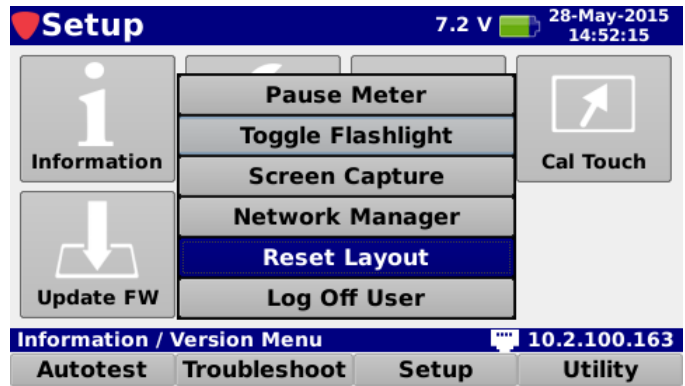 Setup
7.2 V
28-May-2015
14:52:15
Information
Cal Touch
Update FW
Pause Meter
Toggle Flashlight
Screen Capture
Network Manager
Reset Layout
Log Off User
Information / Version Menu
10.2.100.163
Autotest
Troubleshoot
Setup
Utility